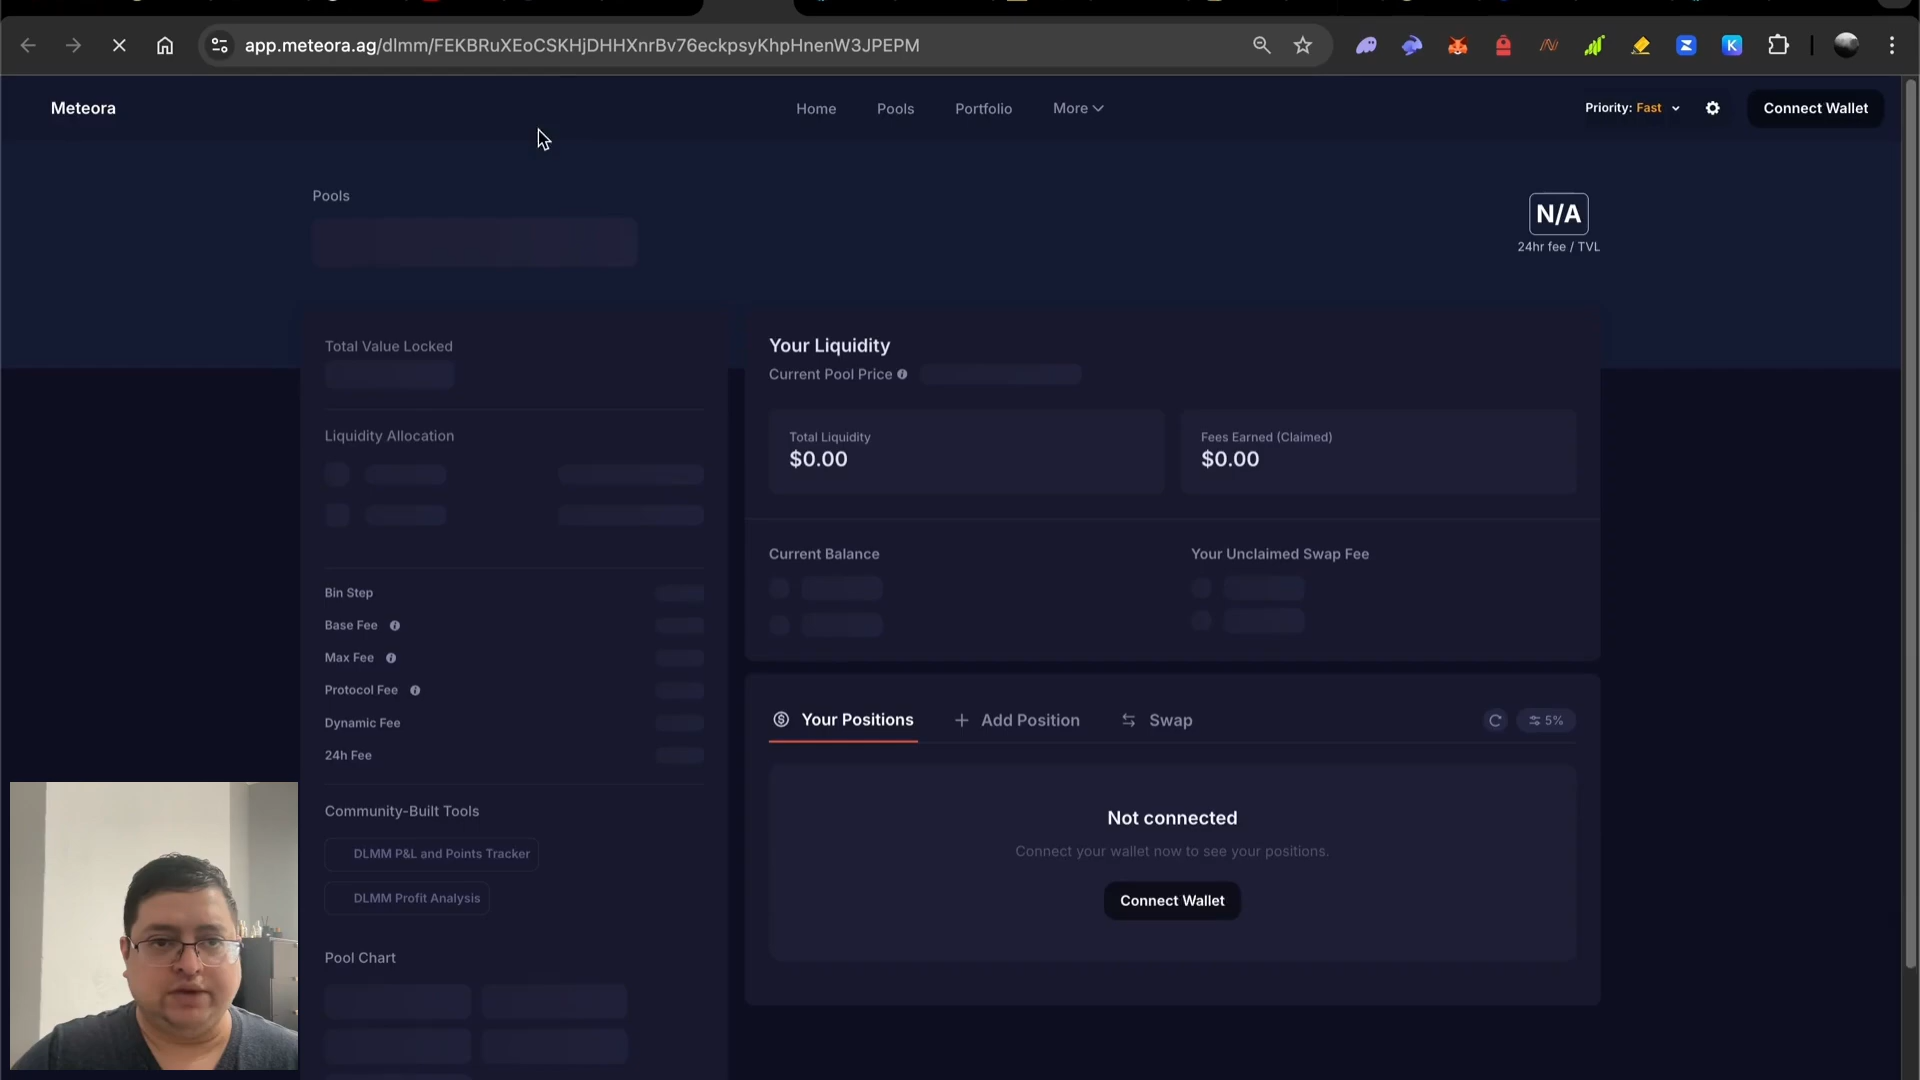 app.meteora.ag/dlmm/FEKBRuXEoCSKHjDHHXnrBv76eckpsyKhpHnenW3JPEPM
Meteora
Home
Pools
Portfolio
More
Priority: Fast
Connect Wallet
Pools
N/A
24hr fee / TVL
Total Value Locked
Liquidity Allocation
Bin Step
Base Fee
Max Fee
Protocol Fee
Dynamic Fee
24h Fee
Community-Built Tools
DLMM P&L and Points Tracker
DLMM Profit Analysis
Pool Chart
Your Liquidity
Current Pool Price
Total Liquidity
$0.00
Fees Earned (Claimed)
$0.00
Current Balance
Your Unclaimed Swap Fee
Your Positions
Add Position
Swap
5%
Not connected
Connect your wallet now to see your positions.
Connect Wallet